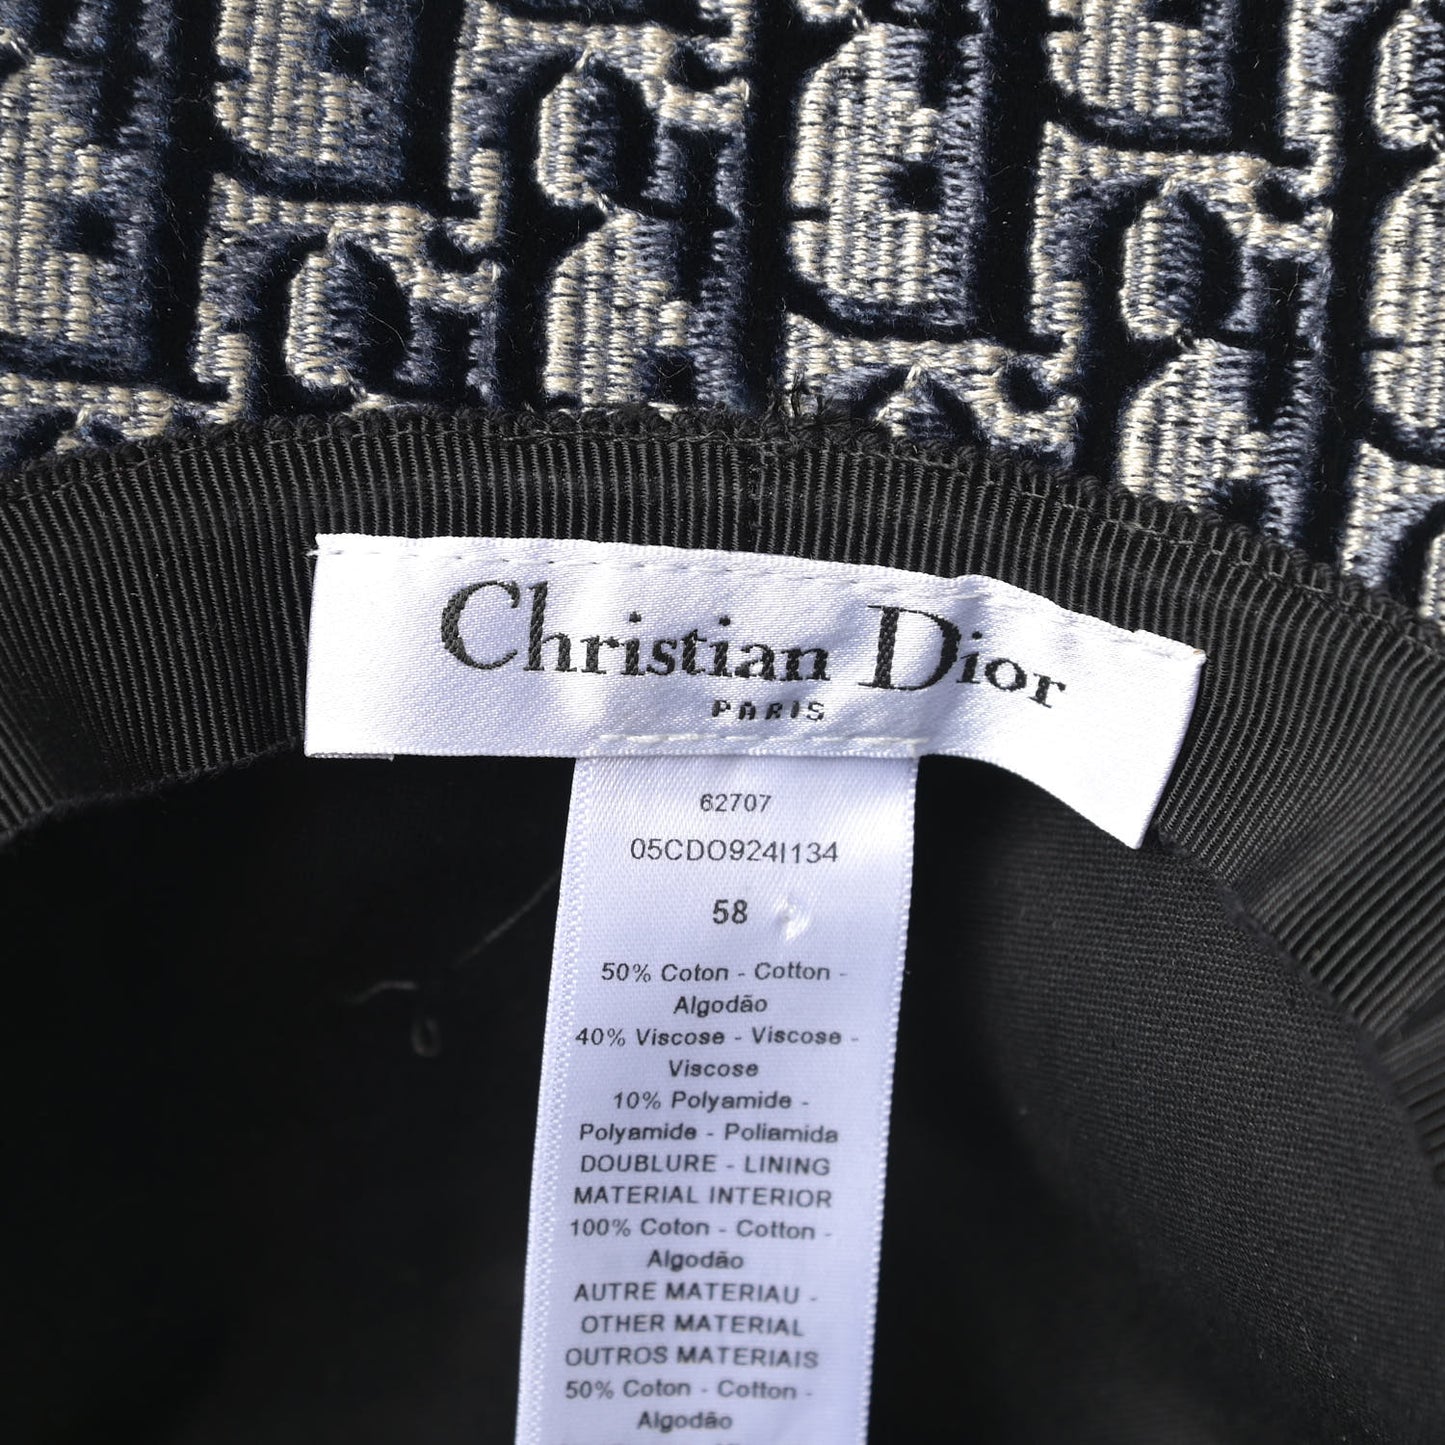 Christian Dior
PARIS
62707
05CDO924I134
58
50% Coton - Cotton -
Algodão
40% Viscose - Viscose -
Viscose
10% Polyamide -
Polyamide - Poliamida
DOUBLURE - LINING
MATERIAL INTERIOR
100% Coton - Cotton -
Algodão
AUTRE MATERIAU -
OTHER MATERIAL
OUTROS MATERIAIS
50% Coton - Cotton -
Algodão